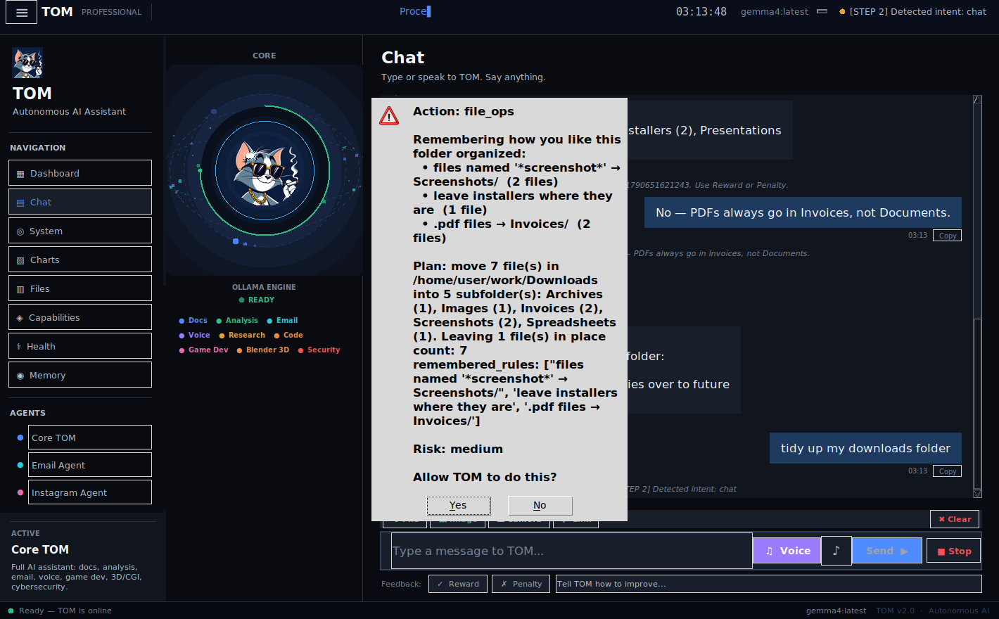 TOM PROFESSIONAL
Proce
03:13:48
gemma4:latest
[STEP 2] Detected intent: chat
TOM
Autonomous AI Assistant
NAVIGATION
Dashboard
Chat
System
Charts
Files
Capabilities
Health
Memory
AGENTS
Core TOM
Email Agent
Instagram Agent
ACTIVE
Core TOM
Full AI assistant: docs, analysis,
email, voice, game dev, 3D/CGI,
cybersecurity.
CORE
OLLAMA ENGINE
READY
Docs Analysis Email
Voice Research Code
Game Dev Blender 3D Security
Chat
Type or speak to TOM. Say anything.
stallers (2), Presentations
1790651621243. Use Reward or Penalty.
No — PDFs always go in Invoices, not Documents.
03:13 Copy
— PDFs always go in Invoices, not Documents.
folder:
ies over to future
tidy up my downloads folder
03:13 Copy
TEP 2] Detected intent: chat
Action: file_ops
Remembering how you like this
folder organized:
• files named '*screenshot*' →
Screenshots/ (2 files)
• leave installers where they
are (1 file)
• .pdf files → Invoices/ (2
files)
Plan: move 7 file(s) in
/home/user/work/Downloads
into 5 subfolder(s): Archives
(1), Images (1), Invoices (2),
Screenshots (2), Spreadsheets
(1). Leaving 1 file(s) in place
count: 7
remembered_rules: ["files
named '*screenshot*' →
Screenshots/", 'leave installers
where they are', '.pdf files →
Invoices/']
Risk: medium
Allow TOM to do this?
Yes No
✖ Clear
Type a message to TOM...
♫ Voice
♪
Send ▶
■ Stop
Feedback:
✓ Reward
✗ Penalty
Tell TOM how to improve...
Ready — TOM is online
gemma4:latest TOM v2.0 · Autonomous AI